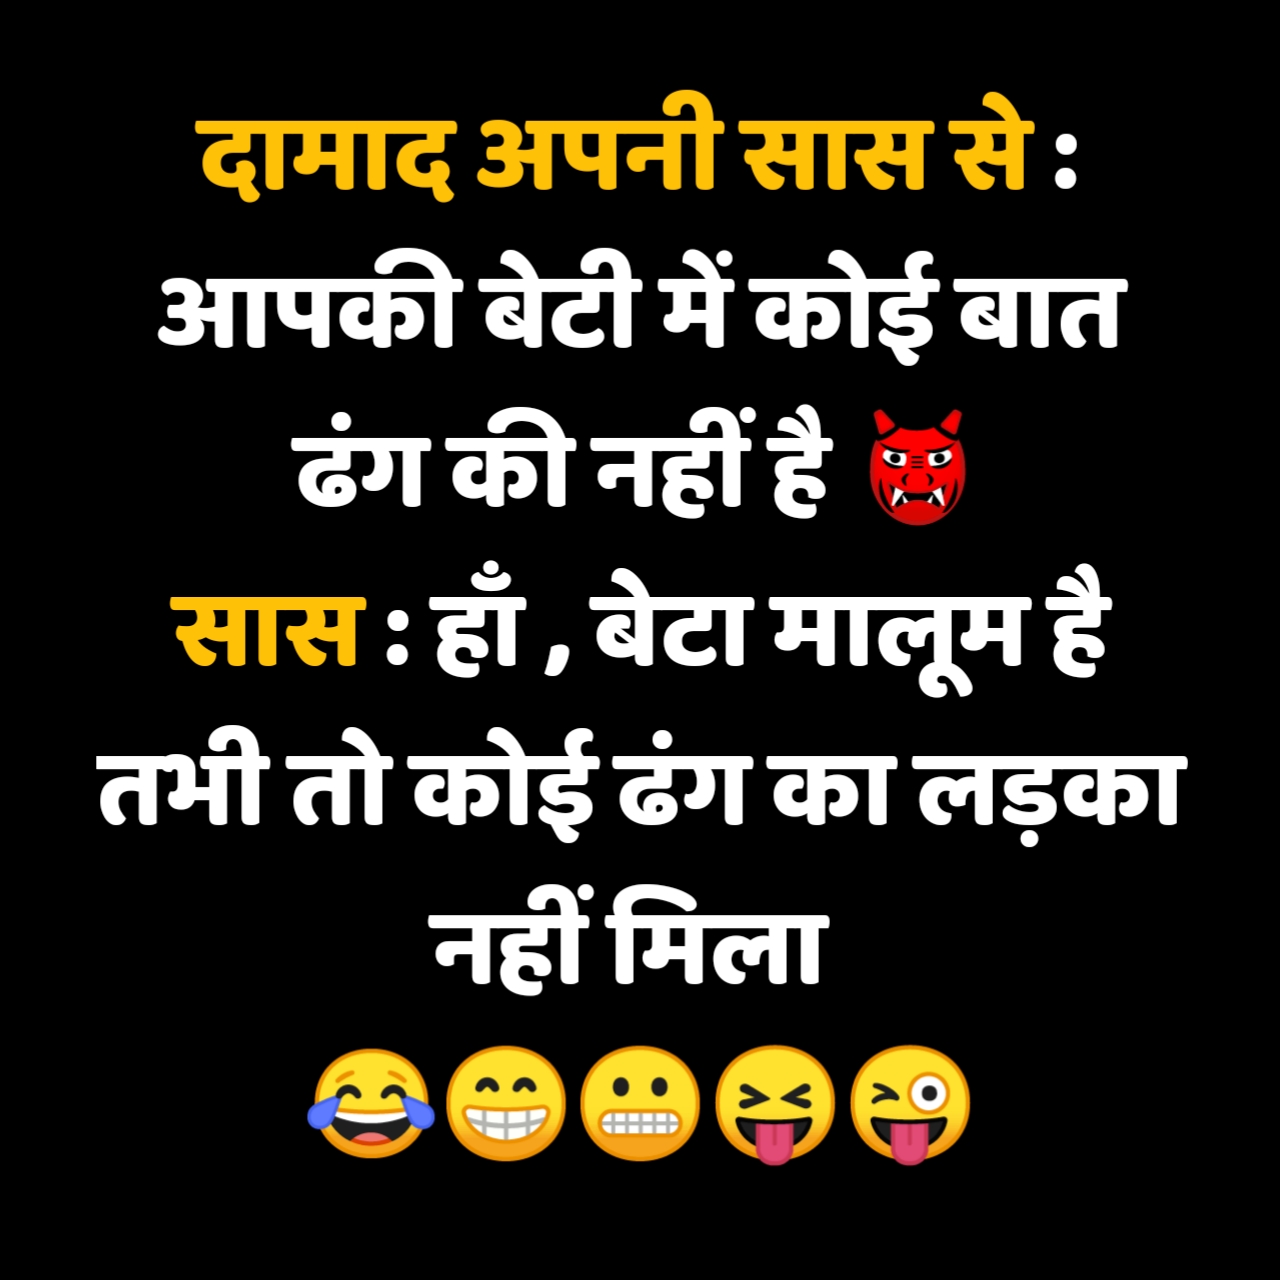 दामाद अपनी सास से :
आपकी बेटी में कोई बात
ढंग की नहीं है 👹
सास : हाँ , बेटा मालूम है
तभी तो कोई ढंग का लड़का
नहीं मिला
😂😁😬😝😜